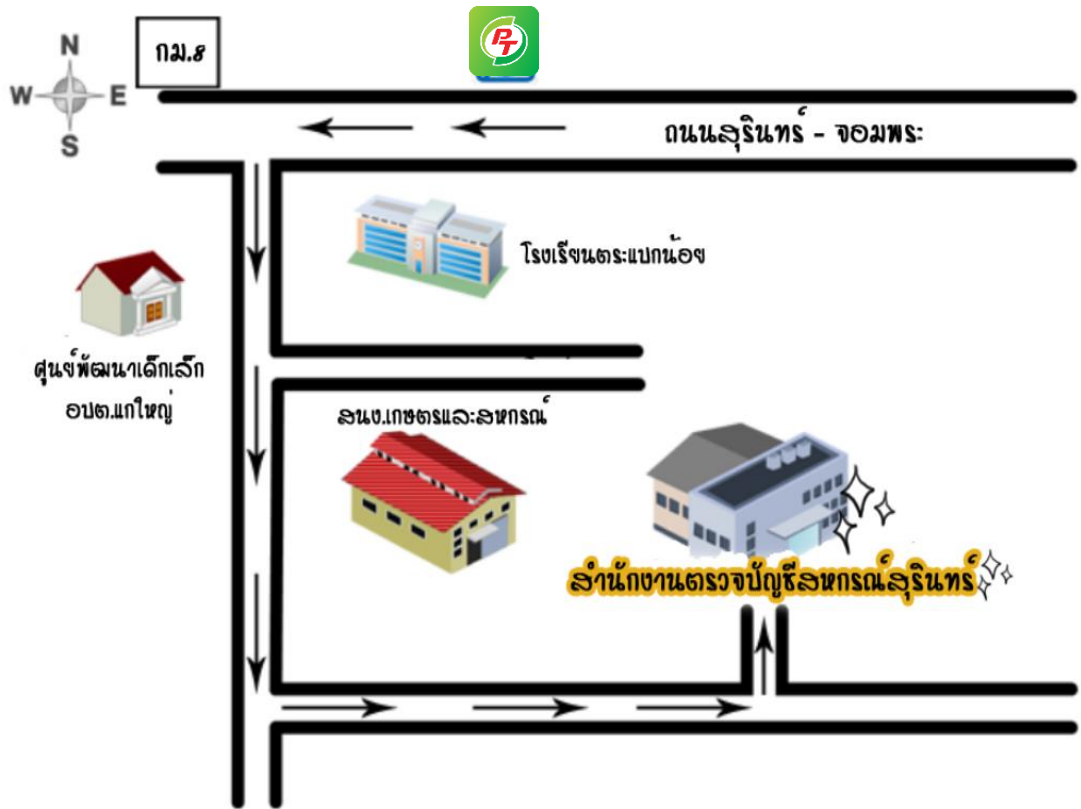 N
W E
S
กม.8
PT
ถนนสุรินทร์ - จอมพระ
โรงเรียนตระแบกน้อย
ศูนย์พัฒนาเด็กเล็ก
อบต.แกใหญ่
สนง.เกษตรและสหกรณ์
สำนักงานตรวจบัญชีสหกรณ์สุรินทร์